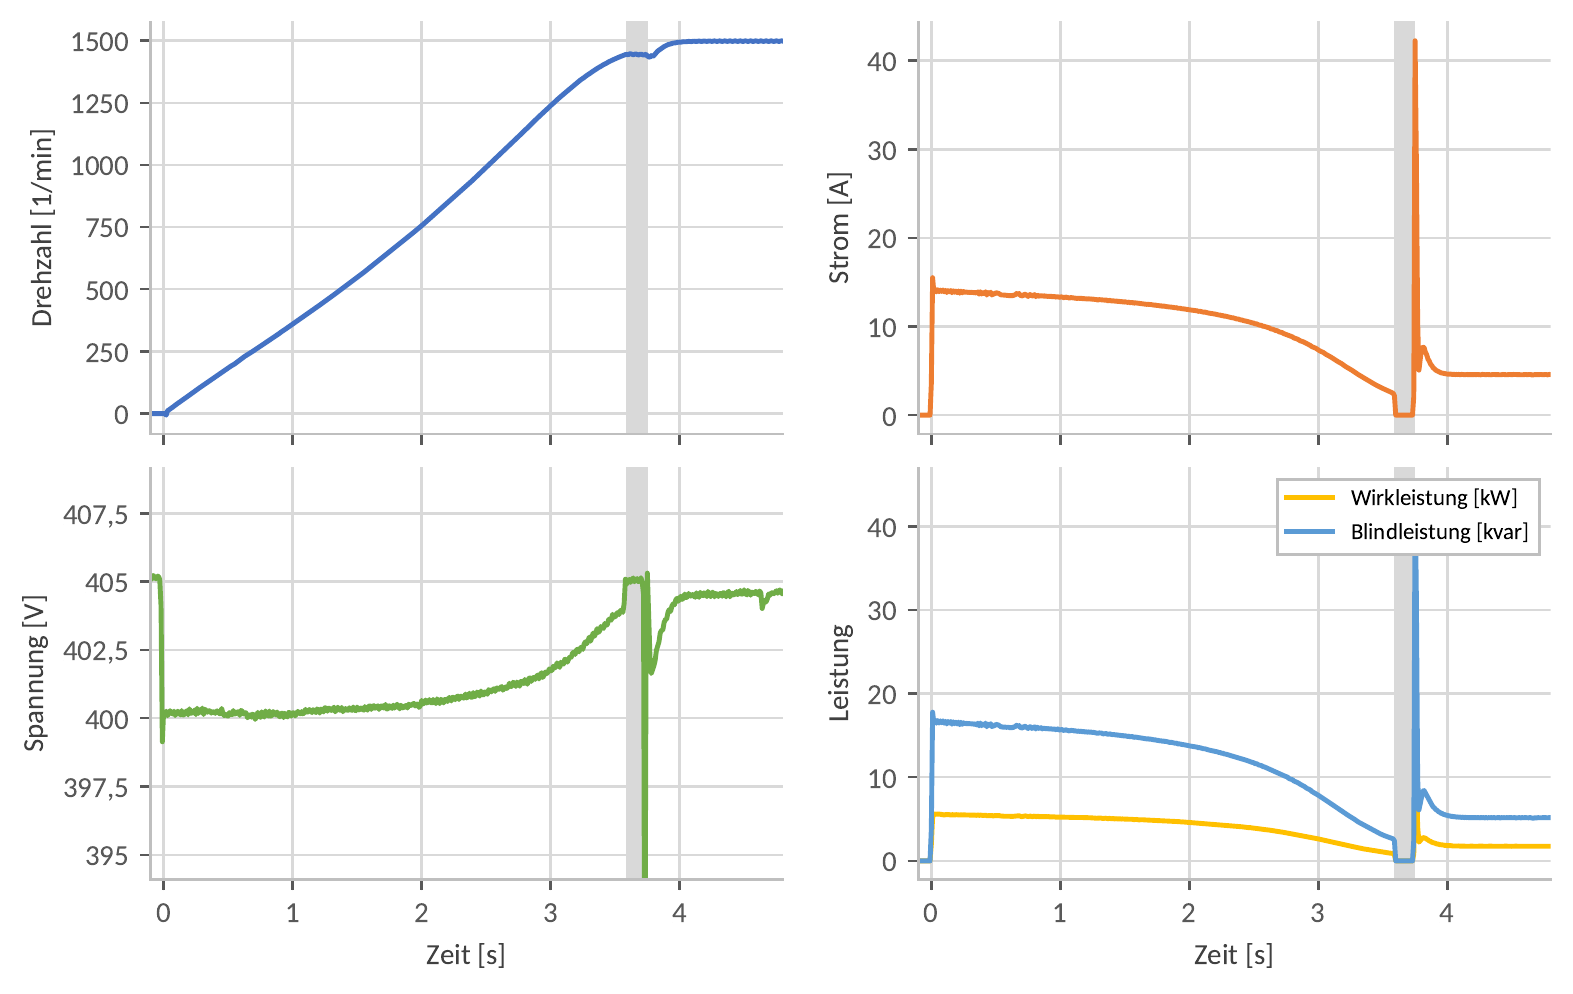 1500
1250
1000
750
500
250
0
Drehzahl [1/min]
40
30
20
10
0
Strom [A]
407,5
405
402,5
400
397,5
395
Spannung [V]
0 1 2 3 4
Zeit [s]
Wirkleistung [kW]
Blindleistung [kvar]
40
30
20
10
0
Leistung
0 1 2 3 4
Zeit [s]